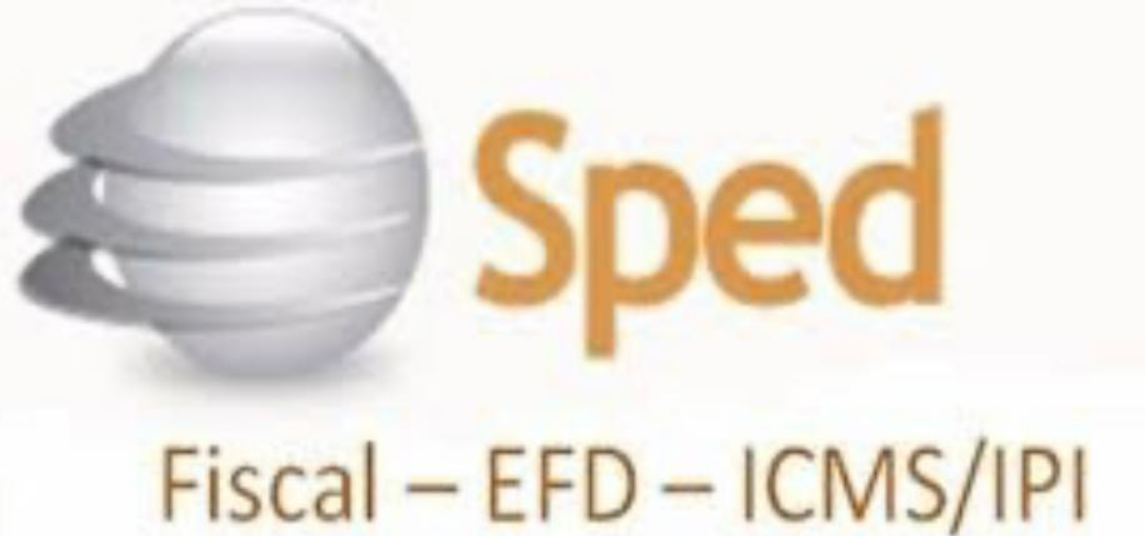 Sped
Fiscal – EFD – ICMS/IPI